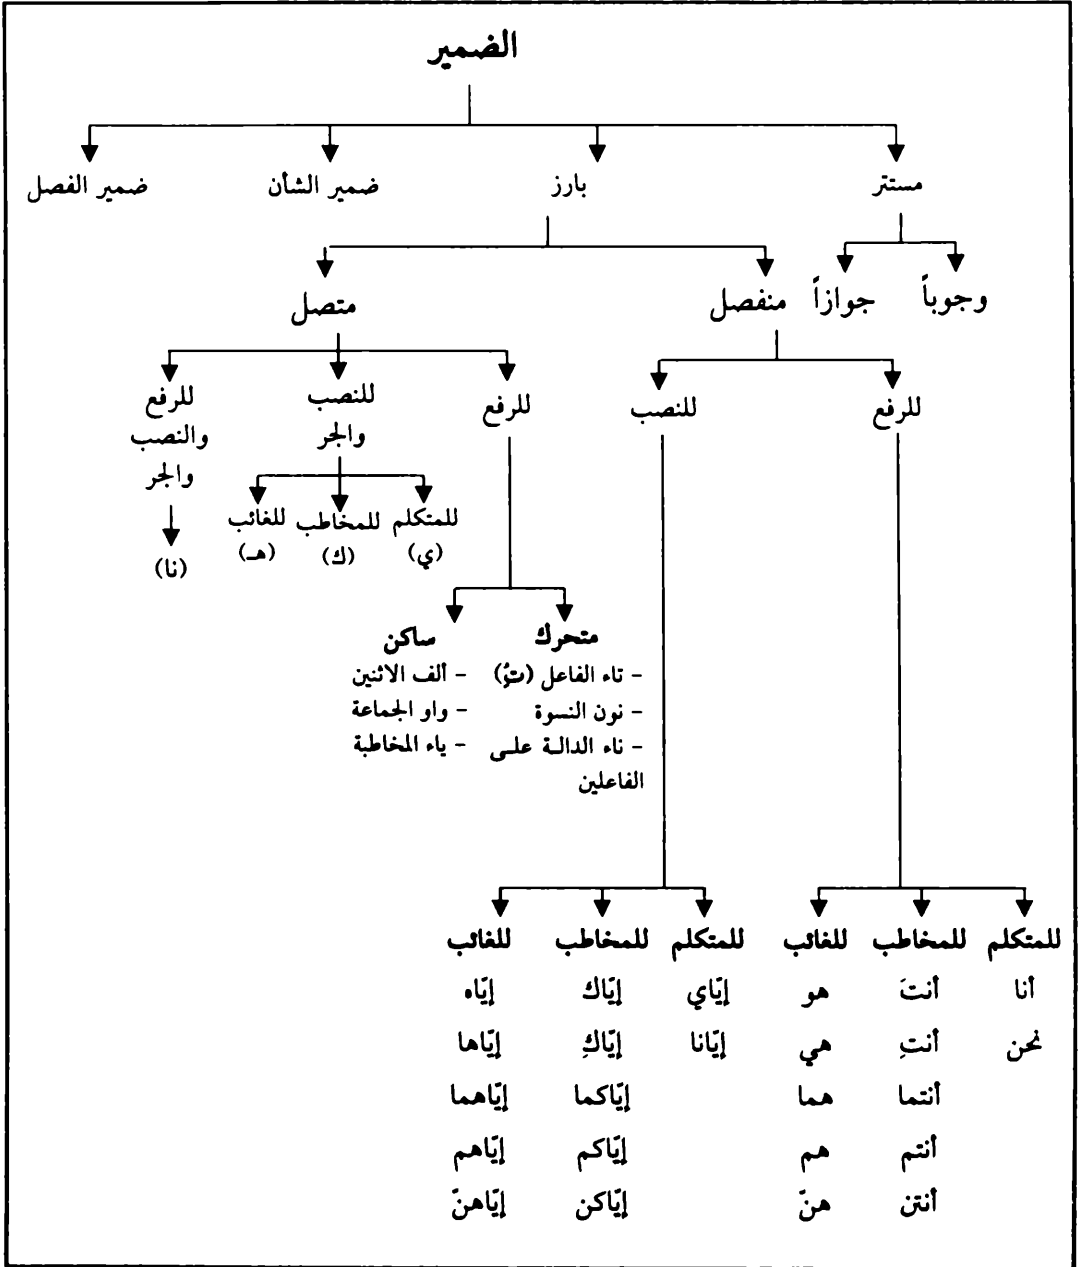 الضمير
مستتر
بارز
ضمير الشأن
ضمير الفصل
وجوباً
جوازاً
منفصل
متصل
للرفع
للنصب
للرفع
للنصب
والجر
للرفع
والنصب
والجر
للمتكلم
(ي)
للمخاطب
(ك)
للغائب
(هـ)
(نا)
متحرك
- تاء الفاعل (تُ)
- نون النسوة
- ناء الدالـة علـى
الفاعلين
ساكن
- ألف الاثنين
- واو الجماعة
- ياء المخاطبة
للمتكلم
أنا
نحن
للمخاطب
أنتَ
أنتِ
أنتما
أنتم
أنتن
للغائب
هو
هي
هما
هم
هنّ
للمتكلم
إيّاي
إيّانا
للمخاطب
إيّاك
إيّاكِ
إيّاكما
إيّاكم
إيّاكن
للغائب
إيّاه
إيّاها
إيّاهما
إيّاهم
إيّاهنّ